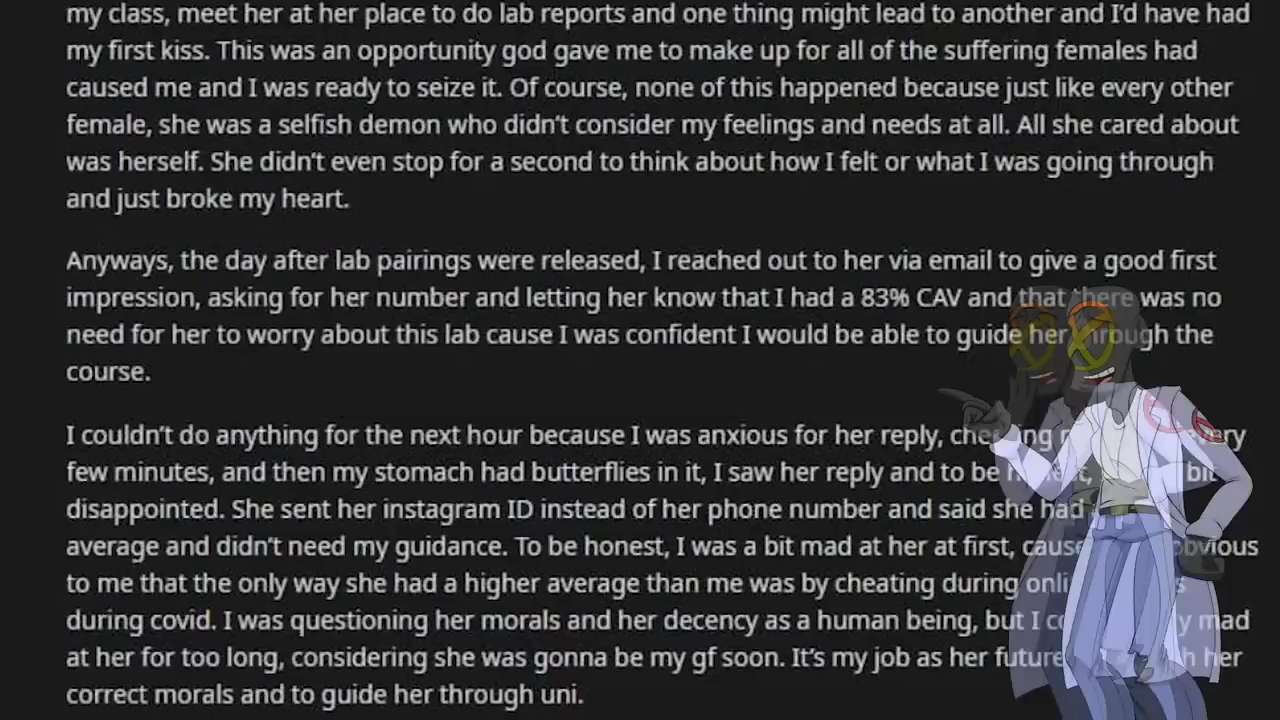 my class, meet her at her place to do lab reports and one thing might lead to another and I'd have had
my first kiss. This was an opportunity god gave me to make up for all of the suffering females had
caused me and I was ready to seize it. Of course, none of this happened because just like every other
female, she was a selfish demon who didn't consider my feelings and needs at all. All she cared about
was herself. She didn't even stop for a second to think about how I felt or what I was going through
and just broke my heart.
Anyways, the day after lab pairings were released, I reached out to her via email to give a good first
impression, asking for her number and letting her know that I had a 83% CAV and that there was no
need for her to worry about this lab cause I was confident I would be able to guide her through the
course.
I couldn't do anything for the next hour because I was anxious for her reply,
few minutes, and then my stomach had butterflies in it, I saw her reply and to be bit
disappointed. She sent her instagram ID instead of her phone number and said she had
average and didn't need my guidance. To be honest, I was a bit mad at her at first, cause obvious
to me that the only way she had a higher average than me was by cheating during
during covid. I was questioning her morals and her decency as a human being, but I mad
at her for too long, considering she was gonna be my gf soon. It's my job as her future her
correct morals and to guide her through uni.